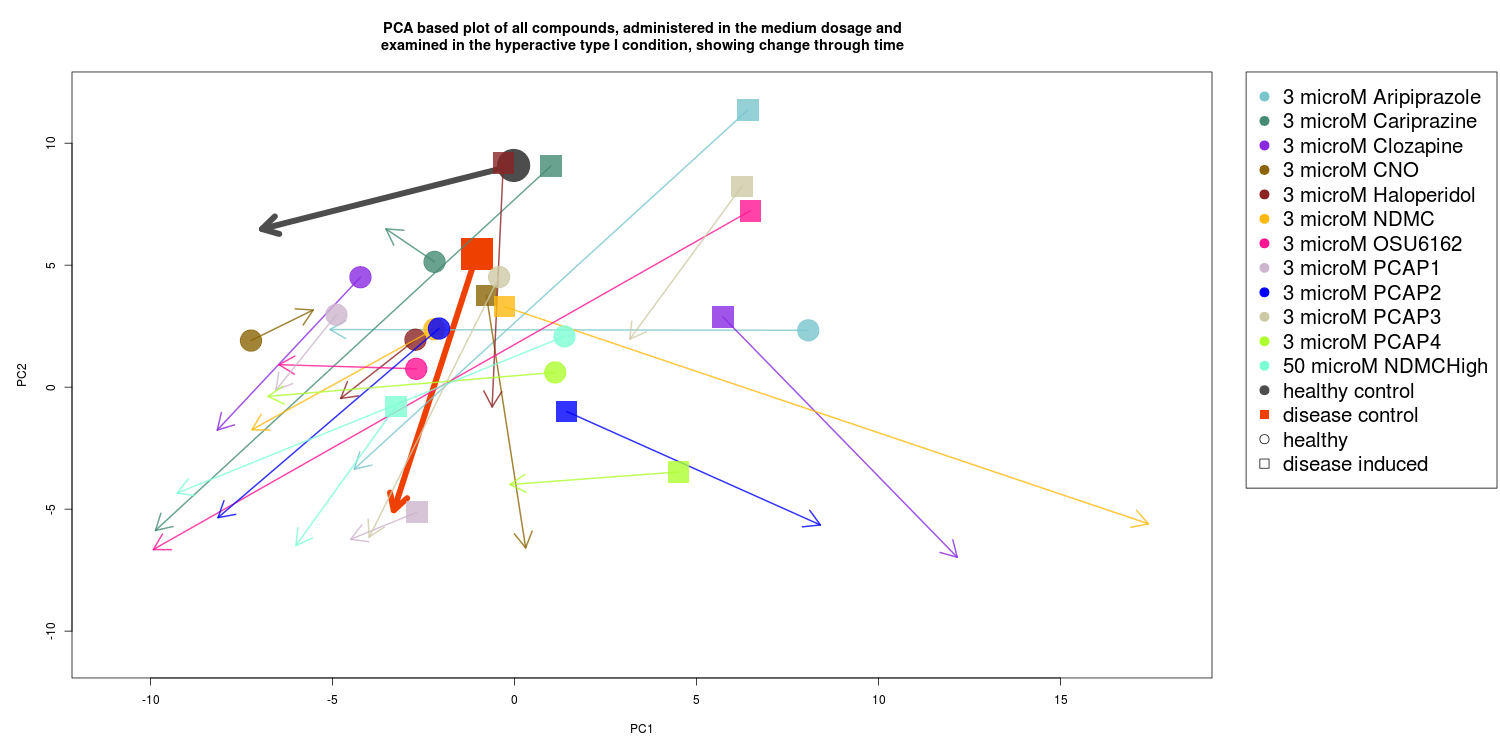 PCA based plot of all compounds, administered in the medium dosage and
examined in the hyperactive type I condition, showing change through time
PC2
10
5
0
-5
-10
-10
-5
0
5
10
15
PC1
3 microM Aripiprazole
3 microM Cariprazine
3 microM Clozapine
3 microM CNO
3 microM Haloperidol
3 microM NDMC
3 microM OSU6162
3 microM PCAP1
3 microM PCAP2
3 microM PCAP3
3 microM PCAP4
50 microM NDMCHigh
healthy control
disease control
healthy
disease induced